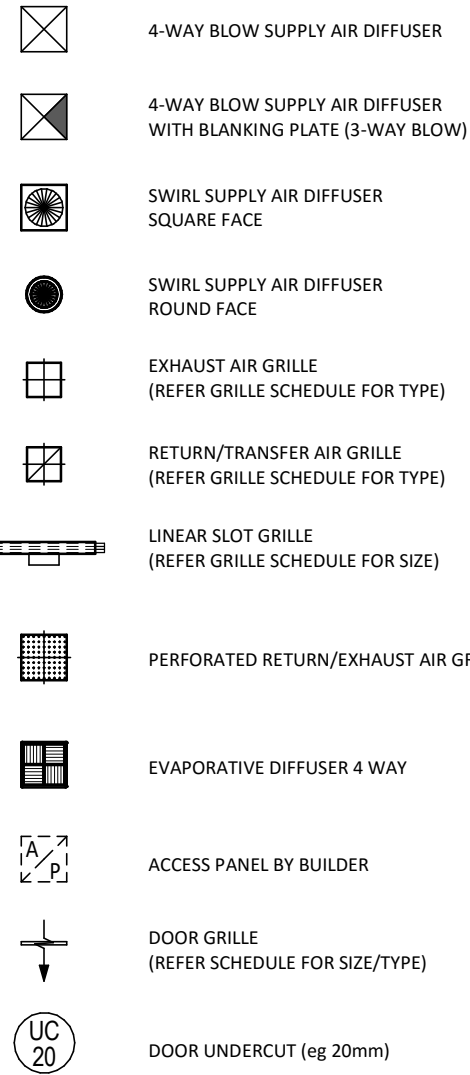 4-WAY BLOW SUPPLY AIR DIFFUSER
4-WAY BLOW SUPPLY AIR DIFFUSER
WITH BLANKING PLATE (3-WAY BLOW)
SWIRL SUPPLY AIR DIFFUSER
SQUARE FACE
SWIRL SUPPLY AIR DIFFUSER
ROUND FACE
EXHAUST AIR GRILLE
(REFER GRILLE SCHEDULE FOR TYPE)
RETURN/TRANSFER AIR GRILLE
(REFER GRILLE SCHEDULE FOR TYPE)
LINEAR SLOT GRILLE
(REFER GRILLE SCHEDULE FOR SIZE)
PERFORATED RETURN/EXHAUST AIR
EVAPORATIVE DIFFUSER 4 WAY
A/P
ACCESS PANEL BY BUILDER
DOOR GRILLE
(REFER SCHEDULE FOR SIZE/TYPE)
UC
20
DOOR UNDERCUT (eg 20mm)